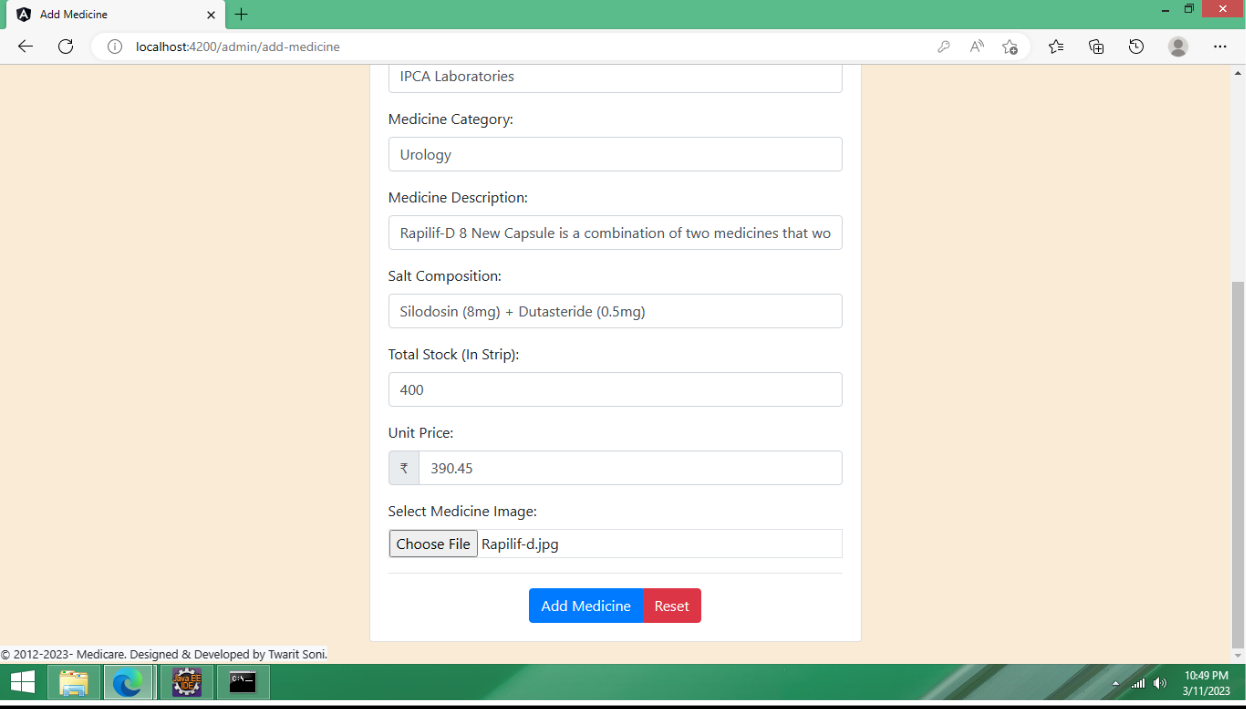 Add Medicine
localhost:4200/admin/add-medicine
IPCA Laboratories
Medicine Category:
Urology
Medicine Description:
Rapilif-D 8 New Capsule is a combination of two medicines that wo
Salt Composition:
Silodosin (8mg) + Dutasteride (0.5mg)
Total Stock (In Strip):
400
Unit Price:
₹ 390.45
Select Medicine Image:
Choose File Rapilif-d.jpg
Add Medicine Reset
© 2012-2023- Medicare. Designed & Developed by Twarit Soni.
Java EE
IDE
C:\_
10:49 PM
3/11/2023